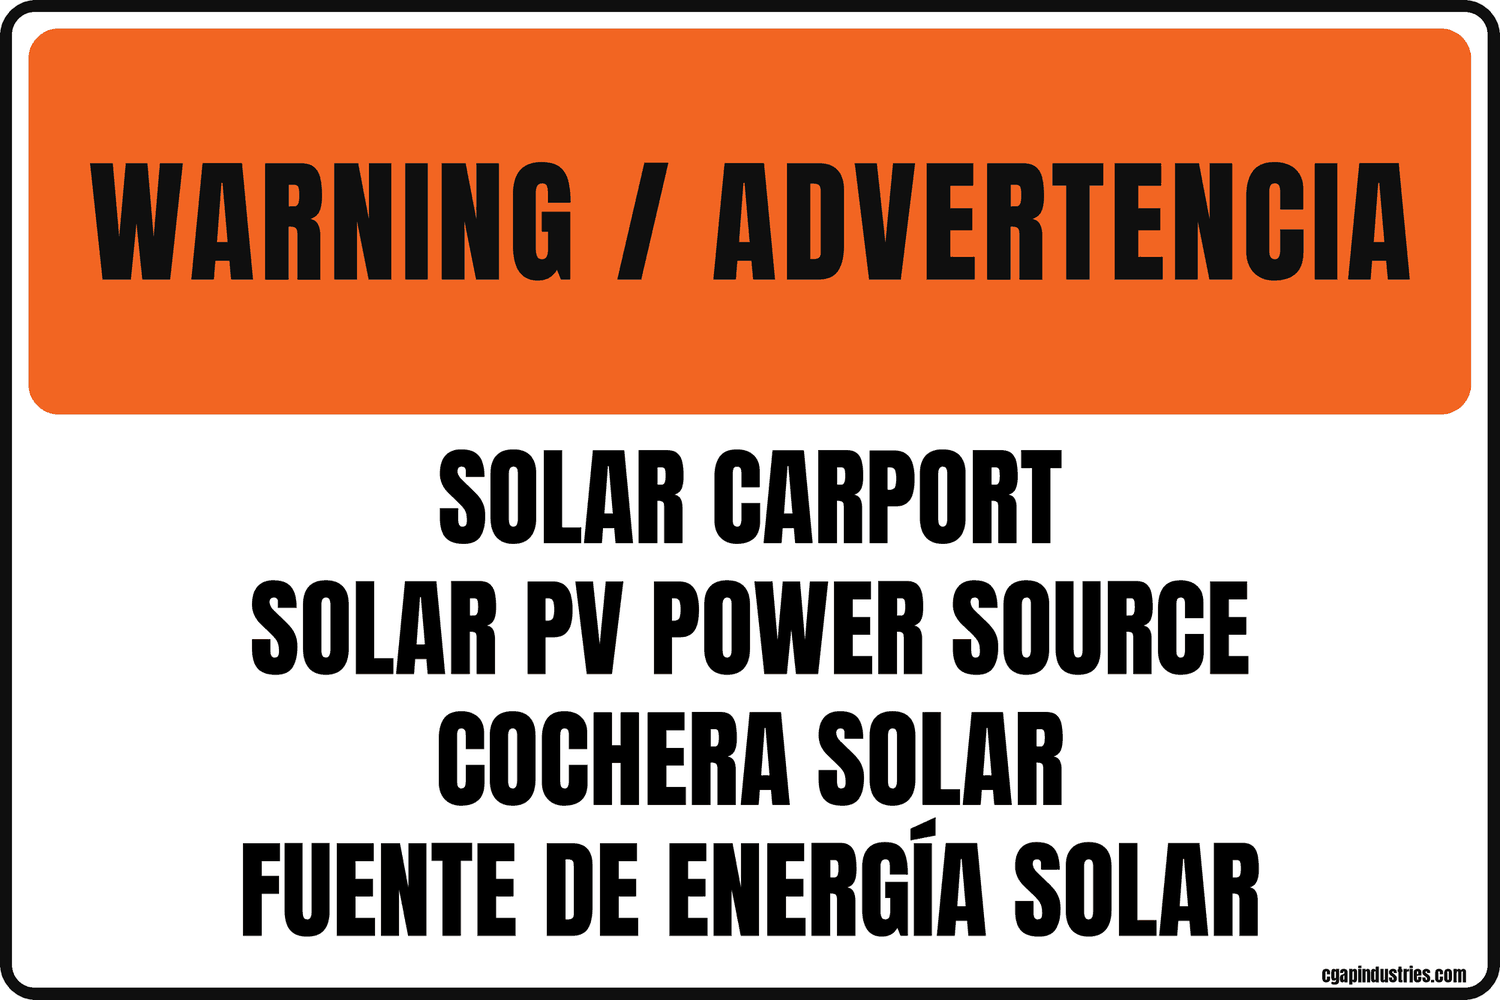 WARNING / ADVERTENCIA
SOLAR CARPORT
SOLAR PV POWER SOURCE
COCHERA SOLAR
FUENTE DE ENERGÍA SOLAR
cgapindustries.com